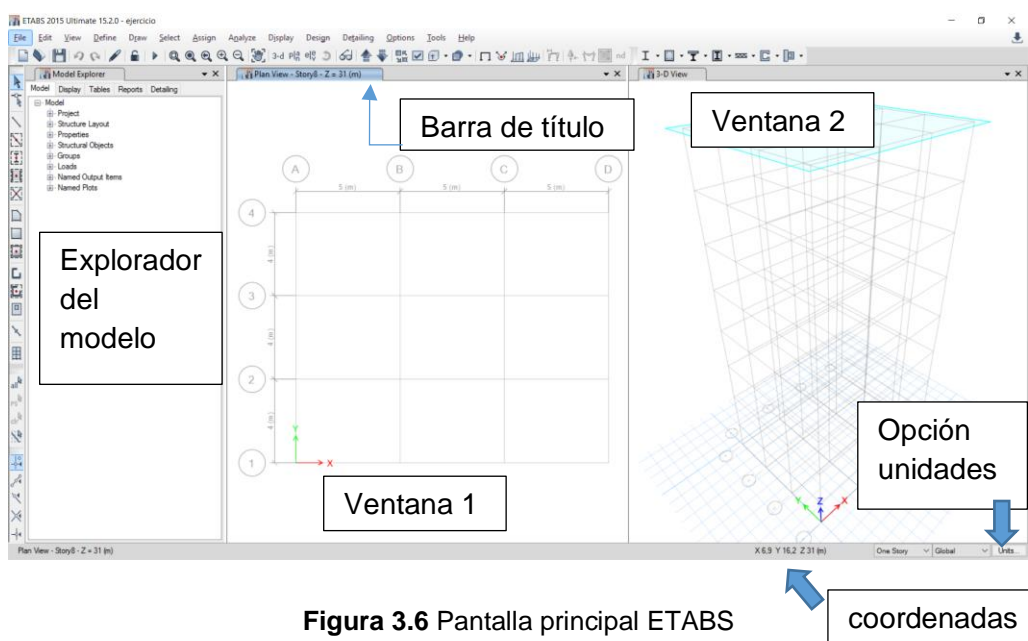 ETABS 2015 Ultimate 15.2.0 - ejercicio
File Edit View Define Draw Select Assign Analyze Display Design Detailing Options Tools Help
3-d
Model Explorer
Plan View - Story8 - Z = 31 (m)
3-D View
Model Display Tables Reports Detailing
Model
Project
Structure Layout
Properties
Structural Objects
Groups
Loads
Named Output Items
Named Plots
Barra de título
Ventana 2
A B C D
5 (m) 5 (m) 5 (m)
4
4 (m)
3
4 (m)
2
4 (m)
1
Y
X
Explorador
del
modelo
Ventana 1
Opción
unidades
Y Z X
Plan View - Story8 - Z = 31 (m)
X 6,9 Y 16,2 Z 31 (m)
One Story
Global
Units...
Figura 3.6 Pantalla principal ETABS
coordenadas